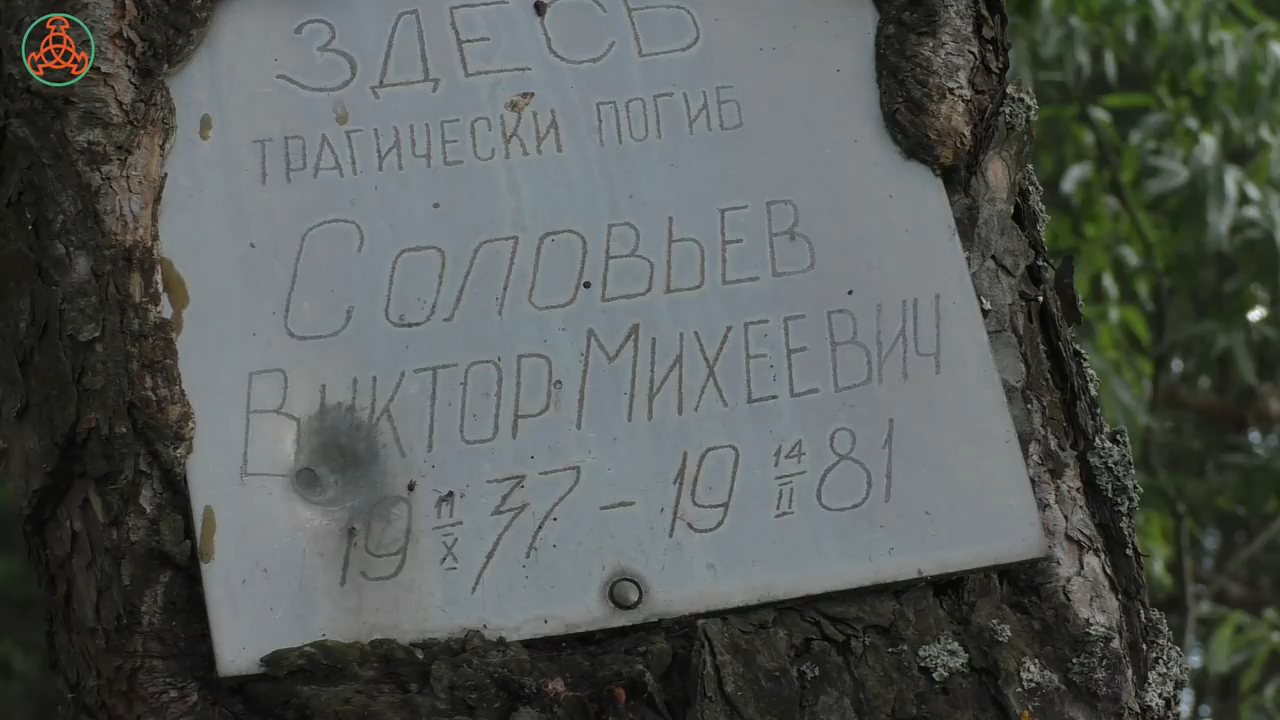 ЗДЕСЬ
ТРАГИЧЕСКИ ПОГИБ
СОЛОВЬЕВ
ВИКТОР МИХЕЕВИЧ
19 11/X 37 – 19 14/II 81